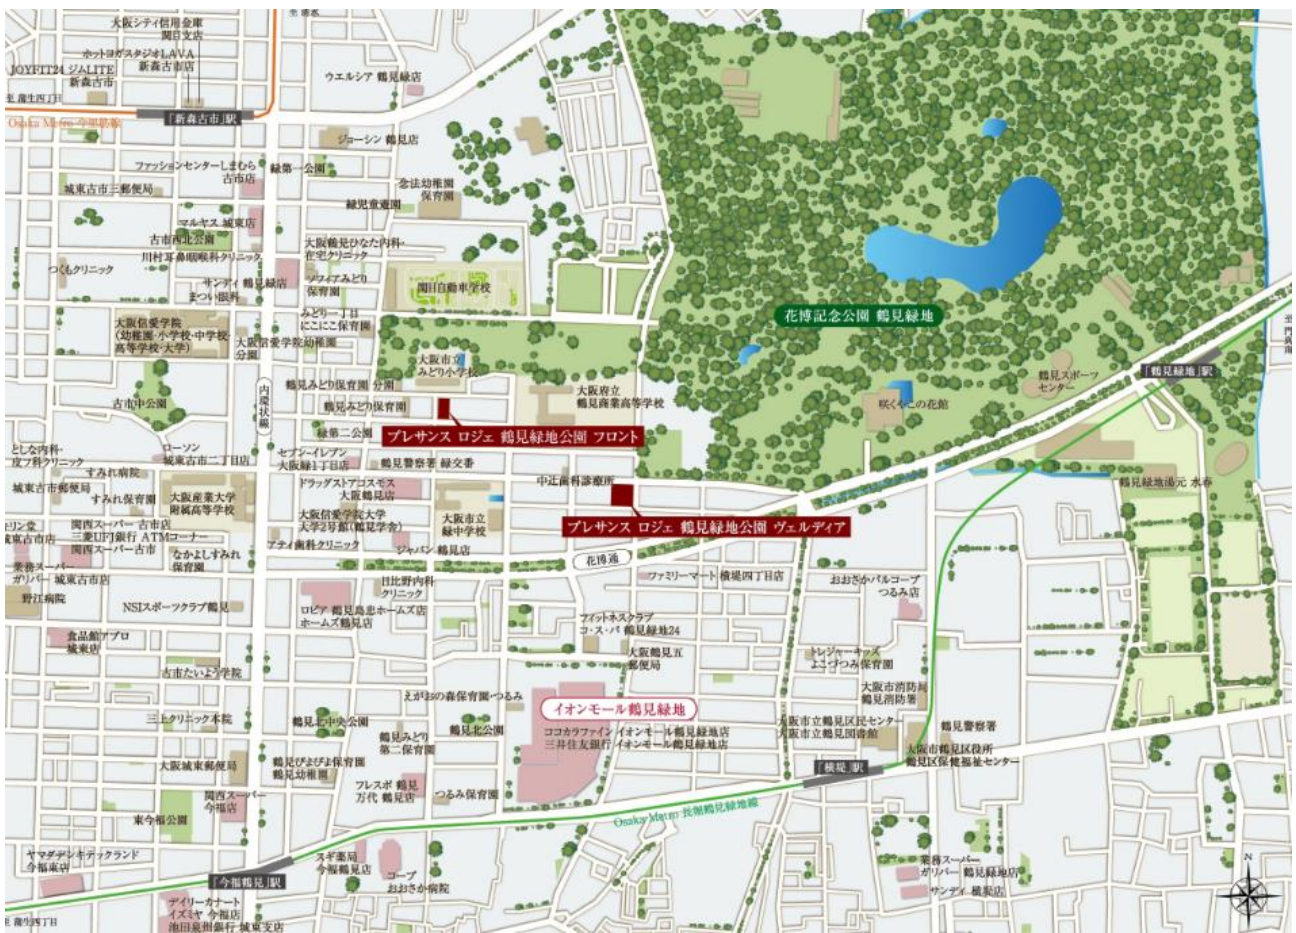 大阪シティ信用金庫
関目支店
ホットヨガスタジオLAVA
新森古市店
JOYFIT24 ジムLITE
新森古市
至 蒲生四丁目
Osaka Metro 今里筋線
「新森古市」駅
至 清水
ウエルシア 鶴見緑店
ジョーシン 鶴見店
ファッションセンターしまむら
古市店
緑第一公園
城東古市三郵便局
念法幼稚園
保育園
緑児童遊園
マルヤス 城東店
古市西北公園
川村耳鼻咽喉科クリニック
大阪鶴見ひなた内科・
在宅クリニック
つくもクリニック
サンディ 鶴見緑店
まつい眼科
ソフィアみどり
保育園
関目自動車学校
みどり一丁目
にこにこ保育園
大阪信愛学院
(幼稚園・小学校・中学校・
高等学校・大学)
大阪信愛学院幼稚園
分園
花博記念公園 鶴見緑地
大阪市立
みどり小学校
鶴見みどり保育園 分園
鶴見みどり保育園
大阪府立
鶴見商業高等学校
古市中公園
内環状線
緑第二公園
プレサンス ロジェ 鶴見緑地公園 フロント
咲くやこの花館
鶴見スポーツ
センター
「鶴見緑地」駅
としな内科・
皮フ科クリニック
ローソン
城東古市二丁目店
セブン-イレブン
大阪緑1丁目店
鶴見警察署 緑交番
すみれ病院
城東古市郵便局
すみれ保育園
大阪産業大学
附属高等学校
ドラッグストアコスモス
大阪鶴見店
中辻歯科診療所
鶴見緑地湯元 水春
プレサンス ロジェ 鶴見緑地公園 ヴェルディア
大阪信愛学院大学
大学2号館(鶴見学舎)
大阪市立
緑中学校
キリン堂
城東古市店
関西スーパー 古市店
三菱UFJ銀行 ATMコーナー
関西スーパー古市
アティ歯科クリニック
ジャパン 鶴見店
花博通
なかよしすみれ
保育園
業務スーパー
ガリバー 城東古市店
野江病院
NSIスポーツクラブ鶴見
日比野内科
クリニック
ロピア 鶴見島忠ホームズ店
ホームズ鶴見店
ファミリーマート 横堤四丁目店
おおさかパルコープ
つるみ店
フィットネスクラブ
コ・ス・パ 鶴見緑地24
食品館アプロ
城東店
大阪鶴見五
郵便局
トレジャーキッズ
よこづつみ保育園
古市たいよう学院
えがおの森保育園・つるみ
大阪市消防局
鶴見消防署
イオンモール鶴見緑地
三上クリニック本院
鶴見北中央公園
鶴見北公園
ココカラファイン イオンモール鶴見緑地店
三井住友銀行 イオンモール鶴見緑地店
大阪市立鶴見区民センター
大阪市立鶴見図書館
鶴見警察署
鶴見みどり
第二保育園
大阪市鶴見区役所
鶴見区保健福祉センター
大阪城東郵便局
鶴見ぴよぴよ保育園
鶴見幼稚園
フレスポ 鶴見
万代 鶴見店
つるみ保育園
「横堤」駅
関西スーパー
今福店
東今福公園
Osaka Metro 長堀鶴見緑地線
ヤマダデンキテックランド
今福東店
「今福鶴見」駅
スギ薬局
今福鶴見店
コープ
おおさか病院
業務スーパー
ガリバー 鶴見緑地店
サンディ 横堤店
デイリーカナート
イズミヤ 今福店
池田泉州銀行 城東支店
至 蒲生四丁目
N